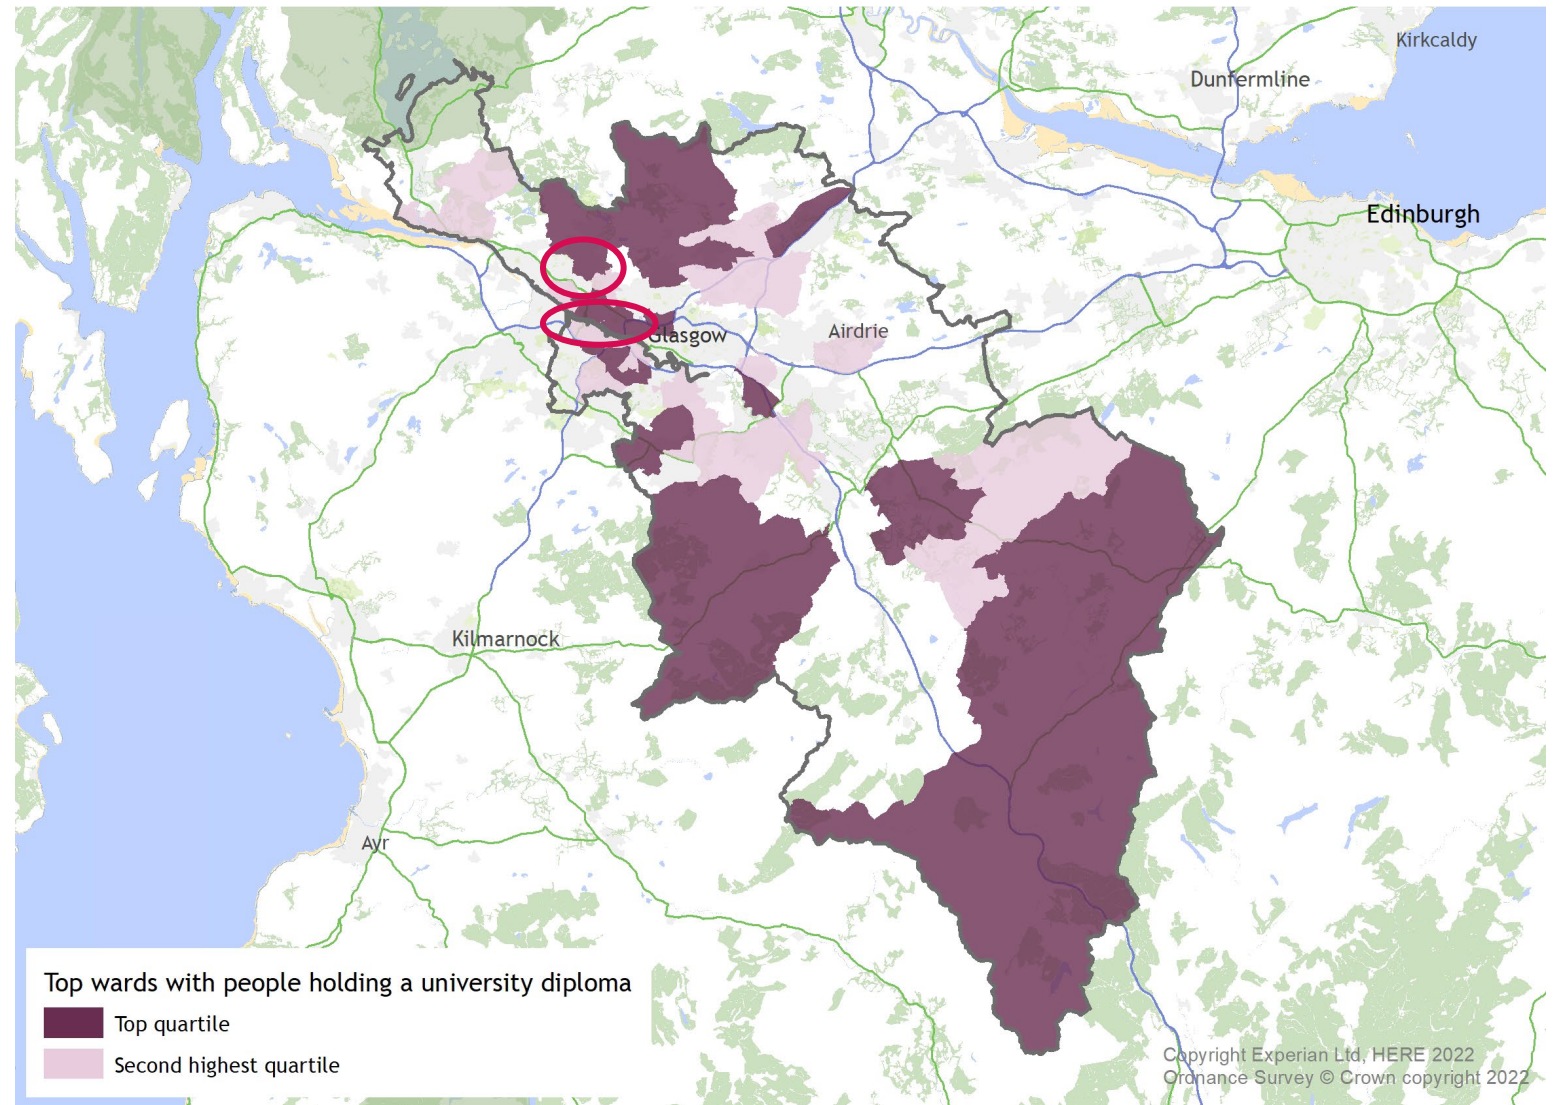 Kirkcaldy
Dunfermline
Edinburgh
Glasgow
Airdrie
Kilmarnock
Ayr
Top wards with people holding a university diploma
Top quartile
Second highest quartile
Copyright Experian Ltd, HERE 2022
Ordnance Survey © Crown copyright 2022